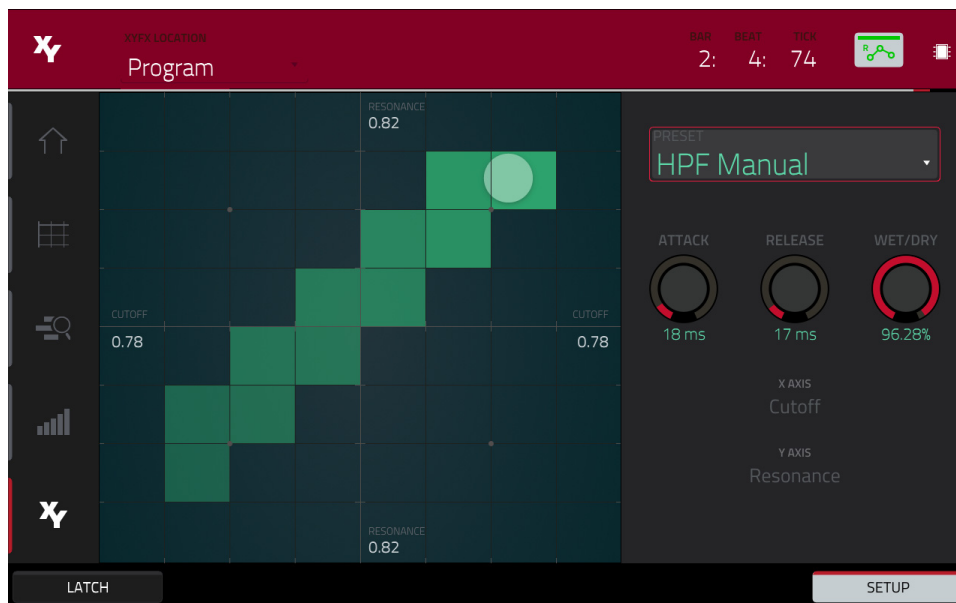 XY
XYFX LOCATION
Program
BAR BEAT TICK
2: 4: 74
R
RESONANCE
0.82
CUTOFF
0.78
CUTOFF
0.78
RESONANCE
0.82
PRESET
HPF Manual
ATTACK RELEASE WET/DRY
18 ms 17 ms 96.28%
X AXIS
Cutoff
Y AXIS
Resonance
XY
LATCH
SETUP